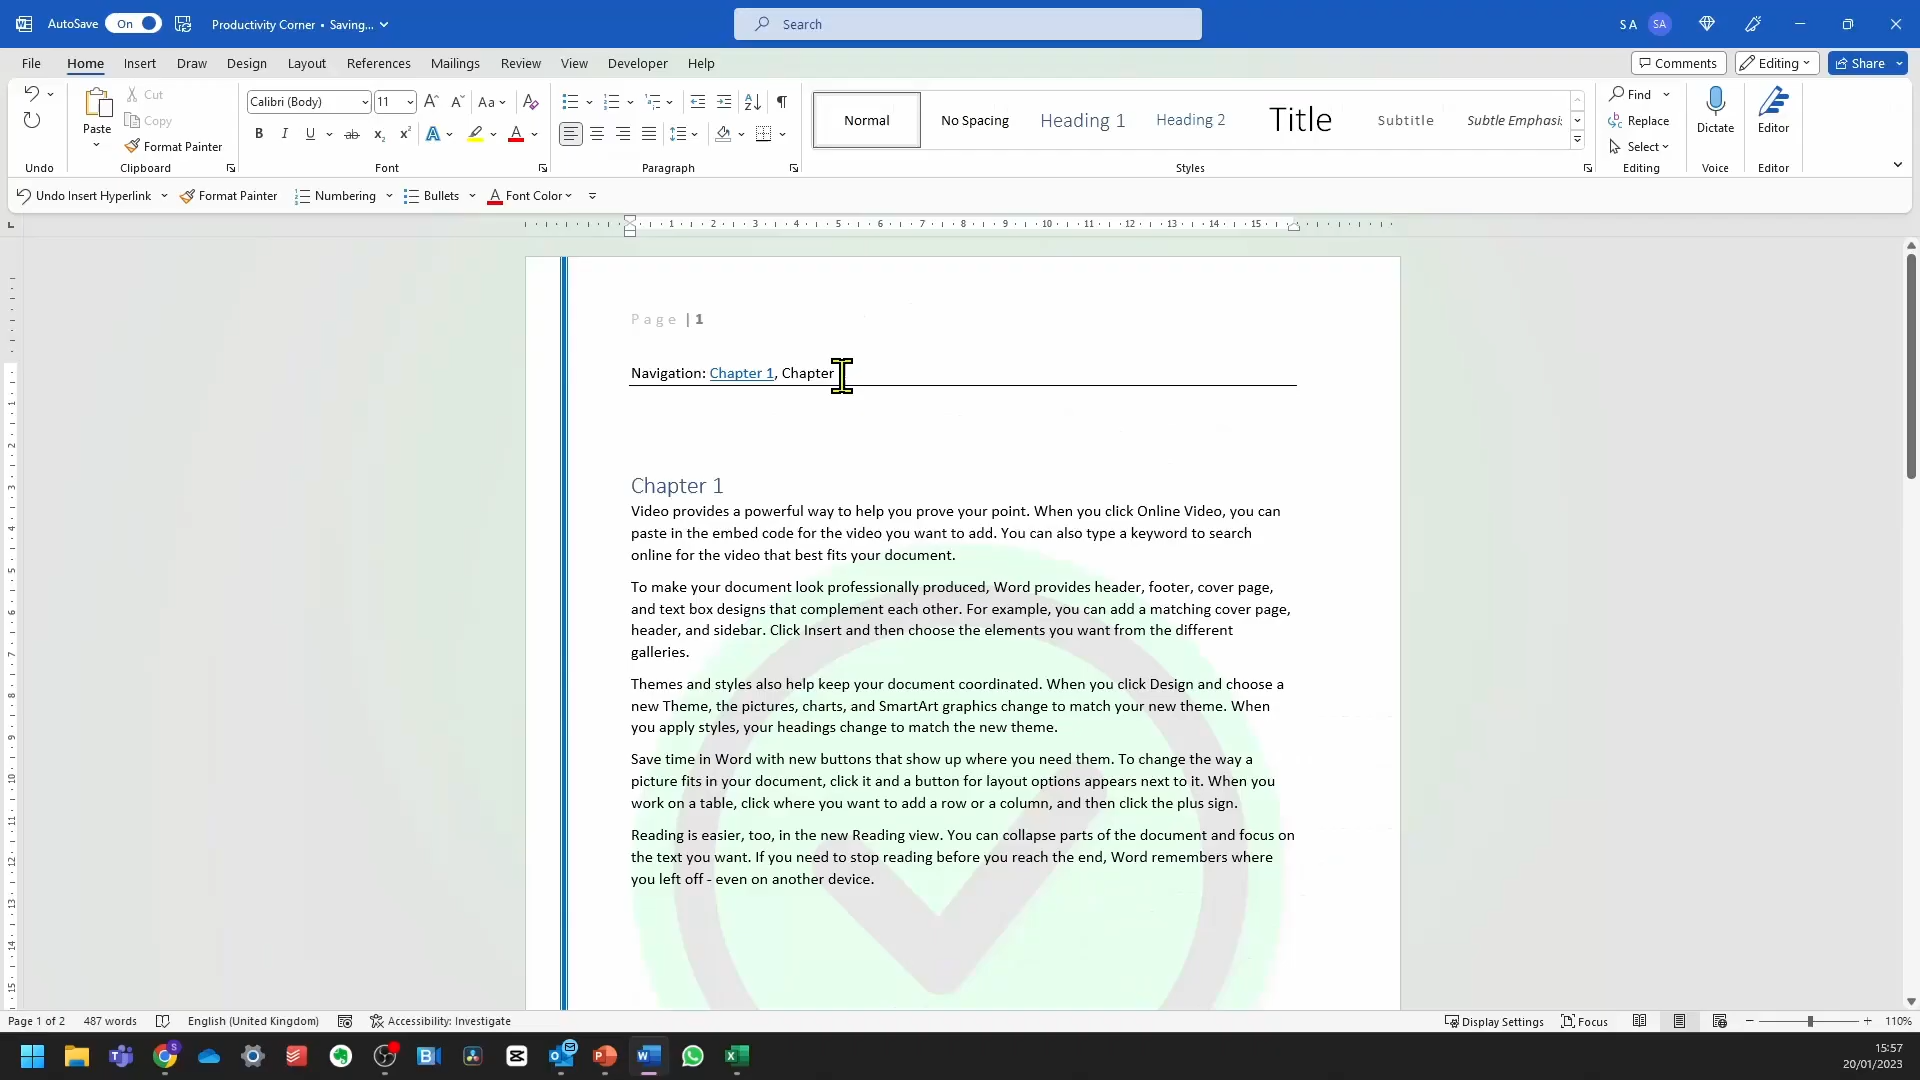 AutoSave On Productivity Corner • Saving... Search S A SA
File Home Insert Draw Design Layout References Mailings Review View Developer Help Comments Editing Share
Paste Cut Copy Format Painter
Calibri (Body) 11
Normal No Spacing Heading 1 Heading 2 Title Subtitle Subtle Emphasis
Find Replace Select
Dictate Editor
Undo Clipboard Font Paragraph Styles Editing Voice Editor
Undo Insert Hyperlink Format Painter Numbering Bullets Font Color
1 2 3 4 5 6 7 8 9 10 11 12 13 14 15
Page | 1
Navigation: Chapter 1, Chapter
Chapter 1
Video provides a powerful way to help you prove your point. When you click Online Video, you can
paste in the embed code for the video you want to add. You can also type a keyword to search
online for the video that best fits your document.
To make your document look professionally produced, Word provides header, footer, cover page,
and text box designs that complement each other. For example, you can add a matching cover page,
header, and sidebar. Click Insert and then choose the elements you want from the different
galleries.
Themes and styles also help keep your document coordinated. When you click Design and choose a
new Theme, the pictures, charts, and SmartArt graphics change to match your new theme. When
you apply styles, your headings change to match the new theme.
Save time in Word with new buttons that show up where you need them. To change the way a
picture fits in your document, click it and a button for layout options appears next to it. When you
work on a table, click where you want to add a row or a column, and then click the plus sign.
Reading is easier, too, in the new Reading view. You can collapse parts of the document and focus on
the text you want. If you need to stop reading before you reach the end, Word remembers where
you left off - even on another device.
Page 1 of 2 487 words English (United Kingdom) Accessibility: Investigate Display Settings Focus 110%
15:57
20/01/2023